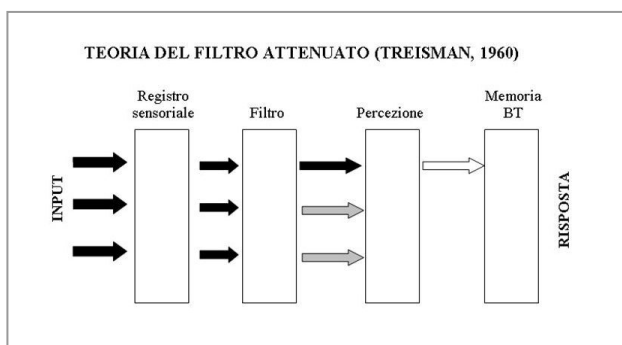 TEORIA DEL FILTRO ATTENUATO (TREISMAN, 1960)
Registro
sensoriale
Filtro
Percezione
Memoria
BT
INPUT
RISPOSTA